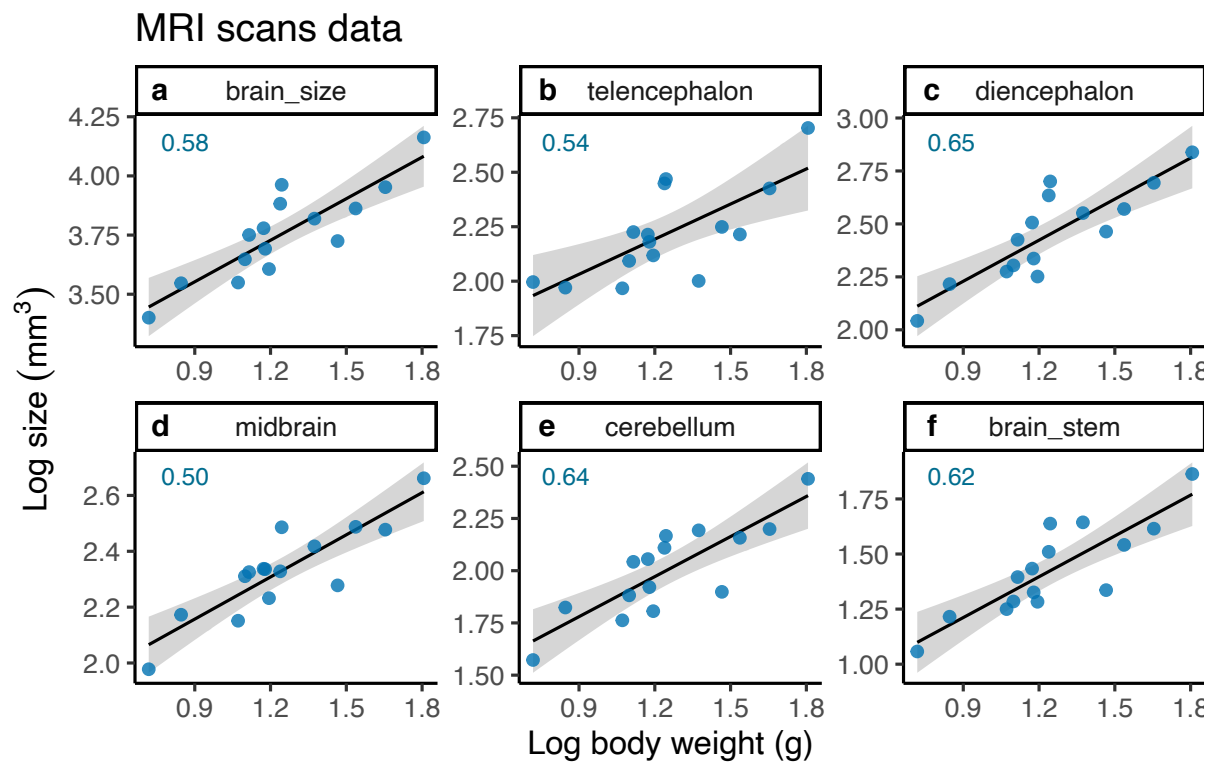 MRI scans data
a brain_size
b telencephalon
c diencephalon
4.25
4.00
3.75
3.50
0.58
0.9 1.2 1.5 1.8
2.75
2.50
2.25
2.00
1.75
0.54
0.9 1.2 1.5 1.8
3.00
2.75
2.50
2.25
2.00
0.65
0.9 1.2 1.5 1.8
Log size (mm³)
d midbrain
e cerebellum
f brain_stem
2.6
2.4
2.2
2.0
0.50
0.9 1.2 1.5 1.8
2.50
2.25
2.00
1.75
1.50
0.64
0.9 1.2 1.5 1.8
1.75
1.50
1.25
1.00
0.62
0.9 1.2 1.5 1.8
Log body weight (g)